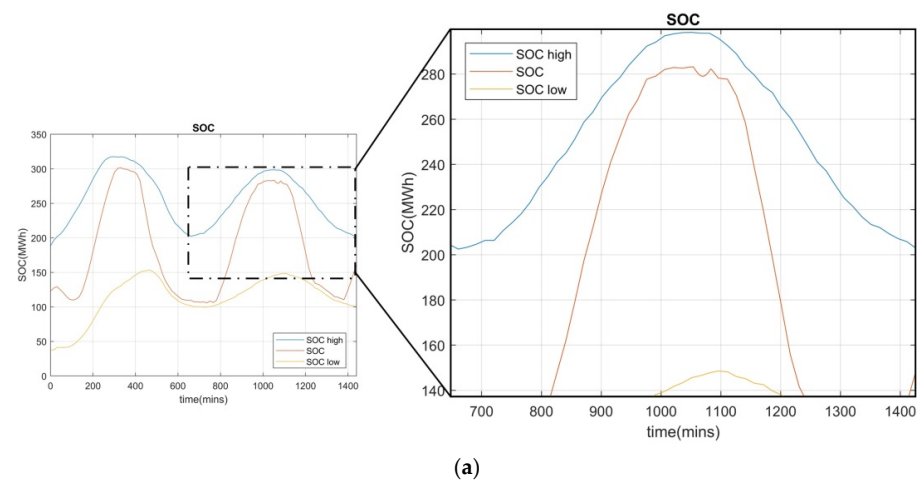 SOC
SOC(MWh)
350
300
250
200
150
100
50
0
SOC high
SOC
SOC low
0 200 400 600 800 1000 1200 1400
time(mins)
SOC
SOC(MWh)
280
260
240
220
200
180
160
140
SOC high
SOC
SOC low
700 800 900 1000 1100 1200 1300 1400
time(mins)
(a)